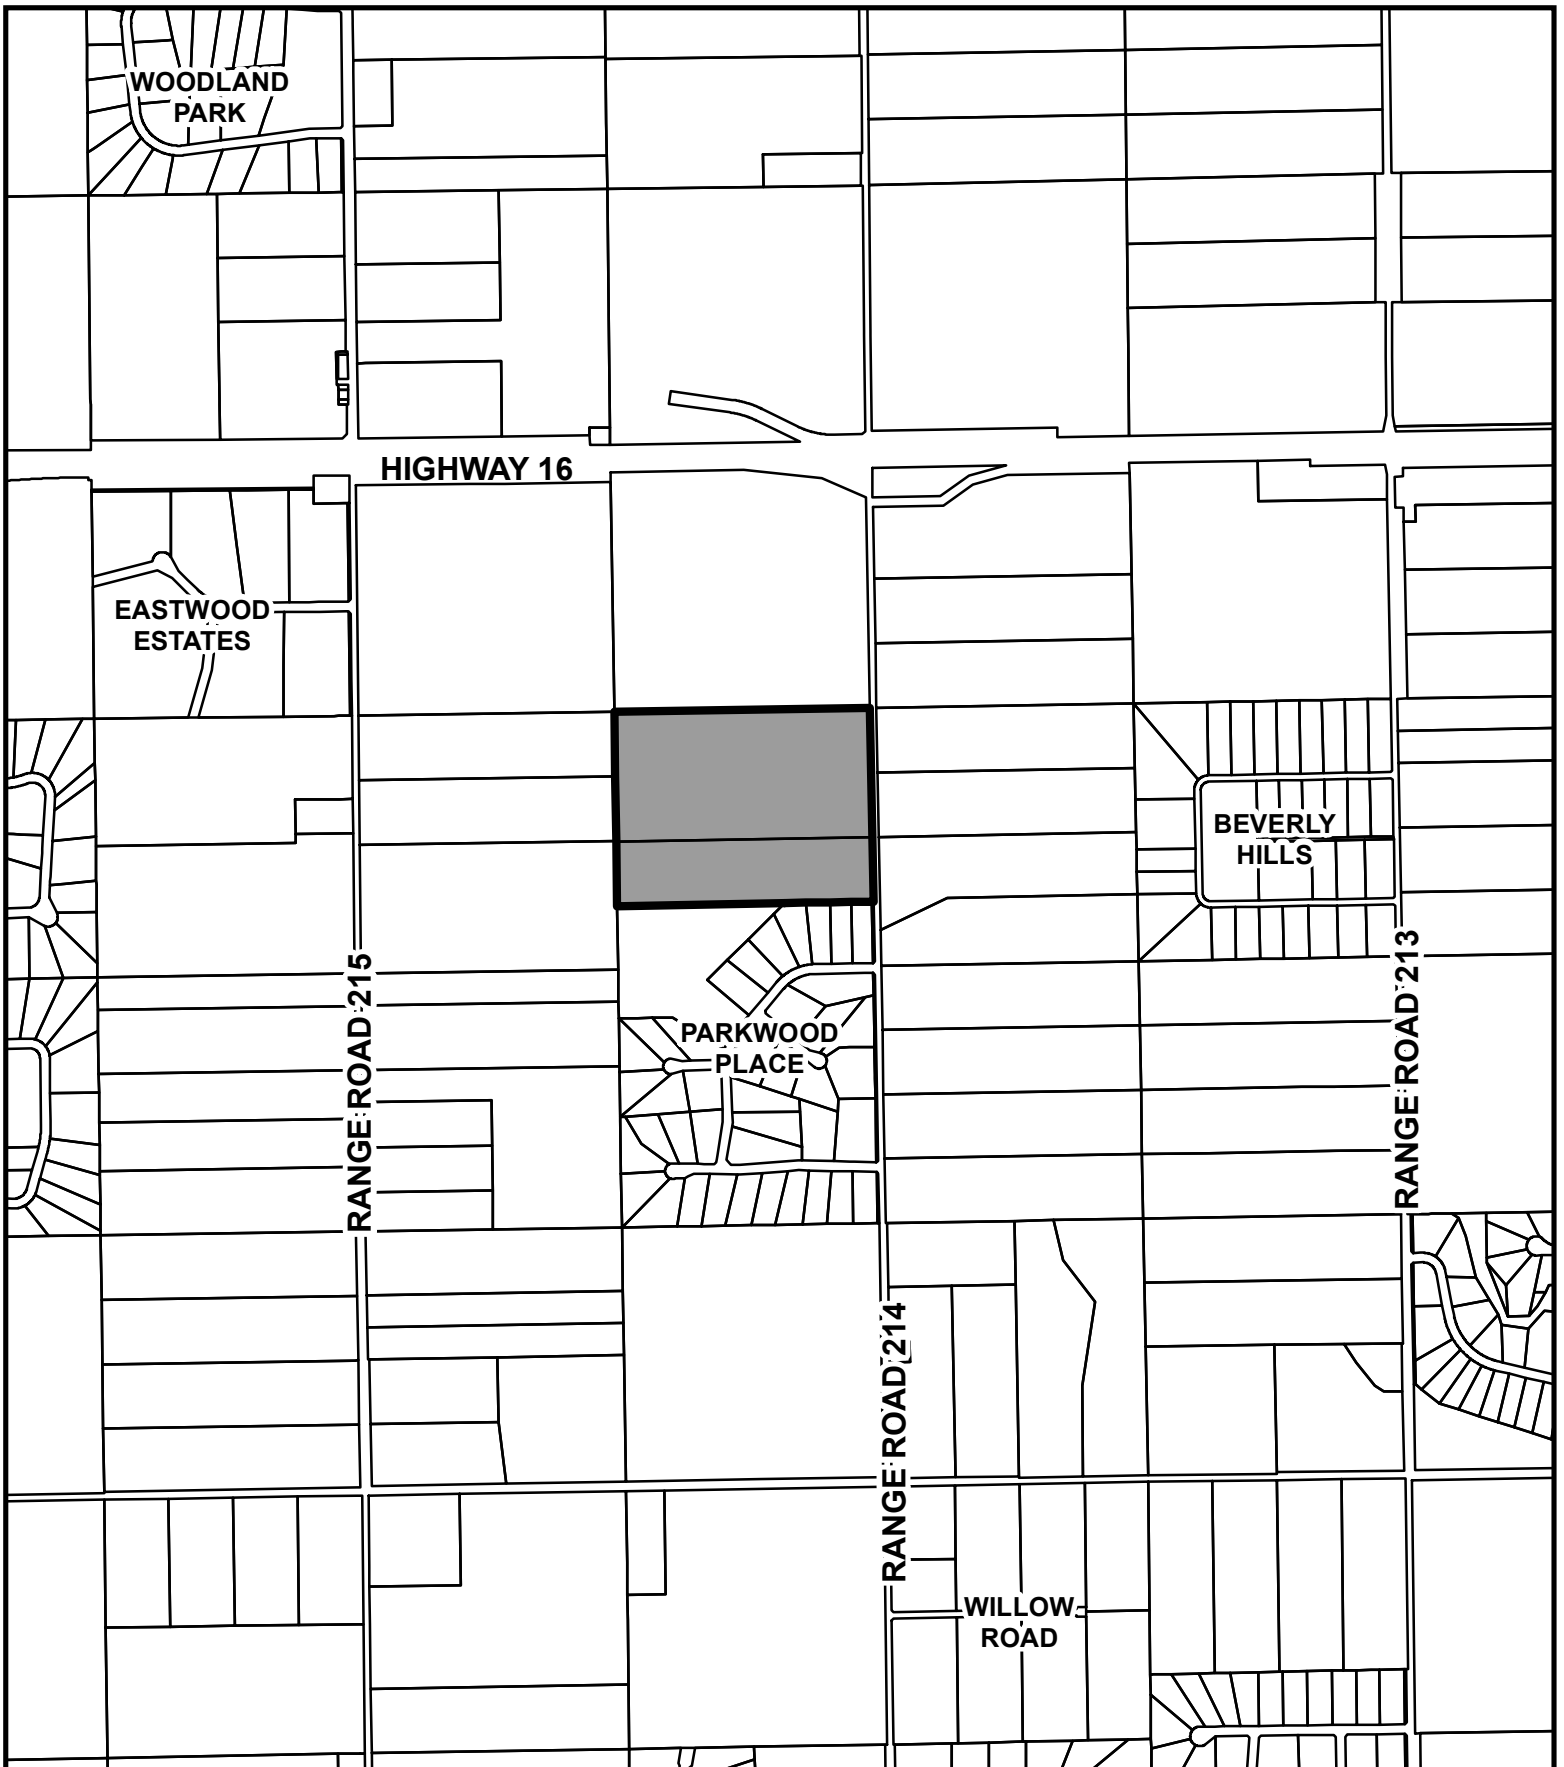 WOODLAND
PARK
HIGHWAY 16
EASTWOOD
ESTATES
BEVERLY
HILLS
RANGE ROAD 215
RANGE ROAD 213
PARKWOOD
PLACE
RANGE ROAD 214
WILLOW
ROAD